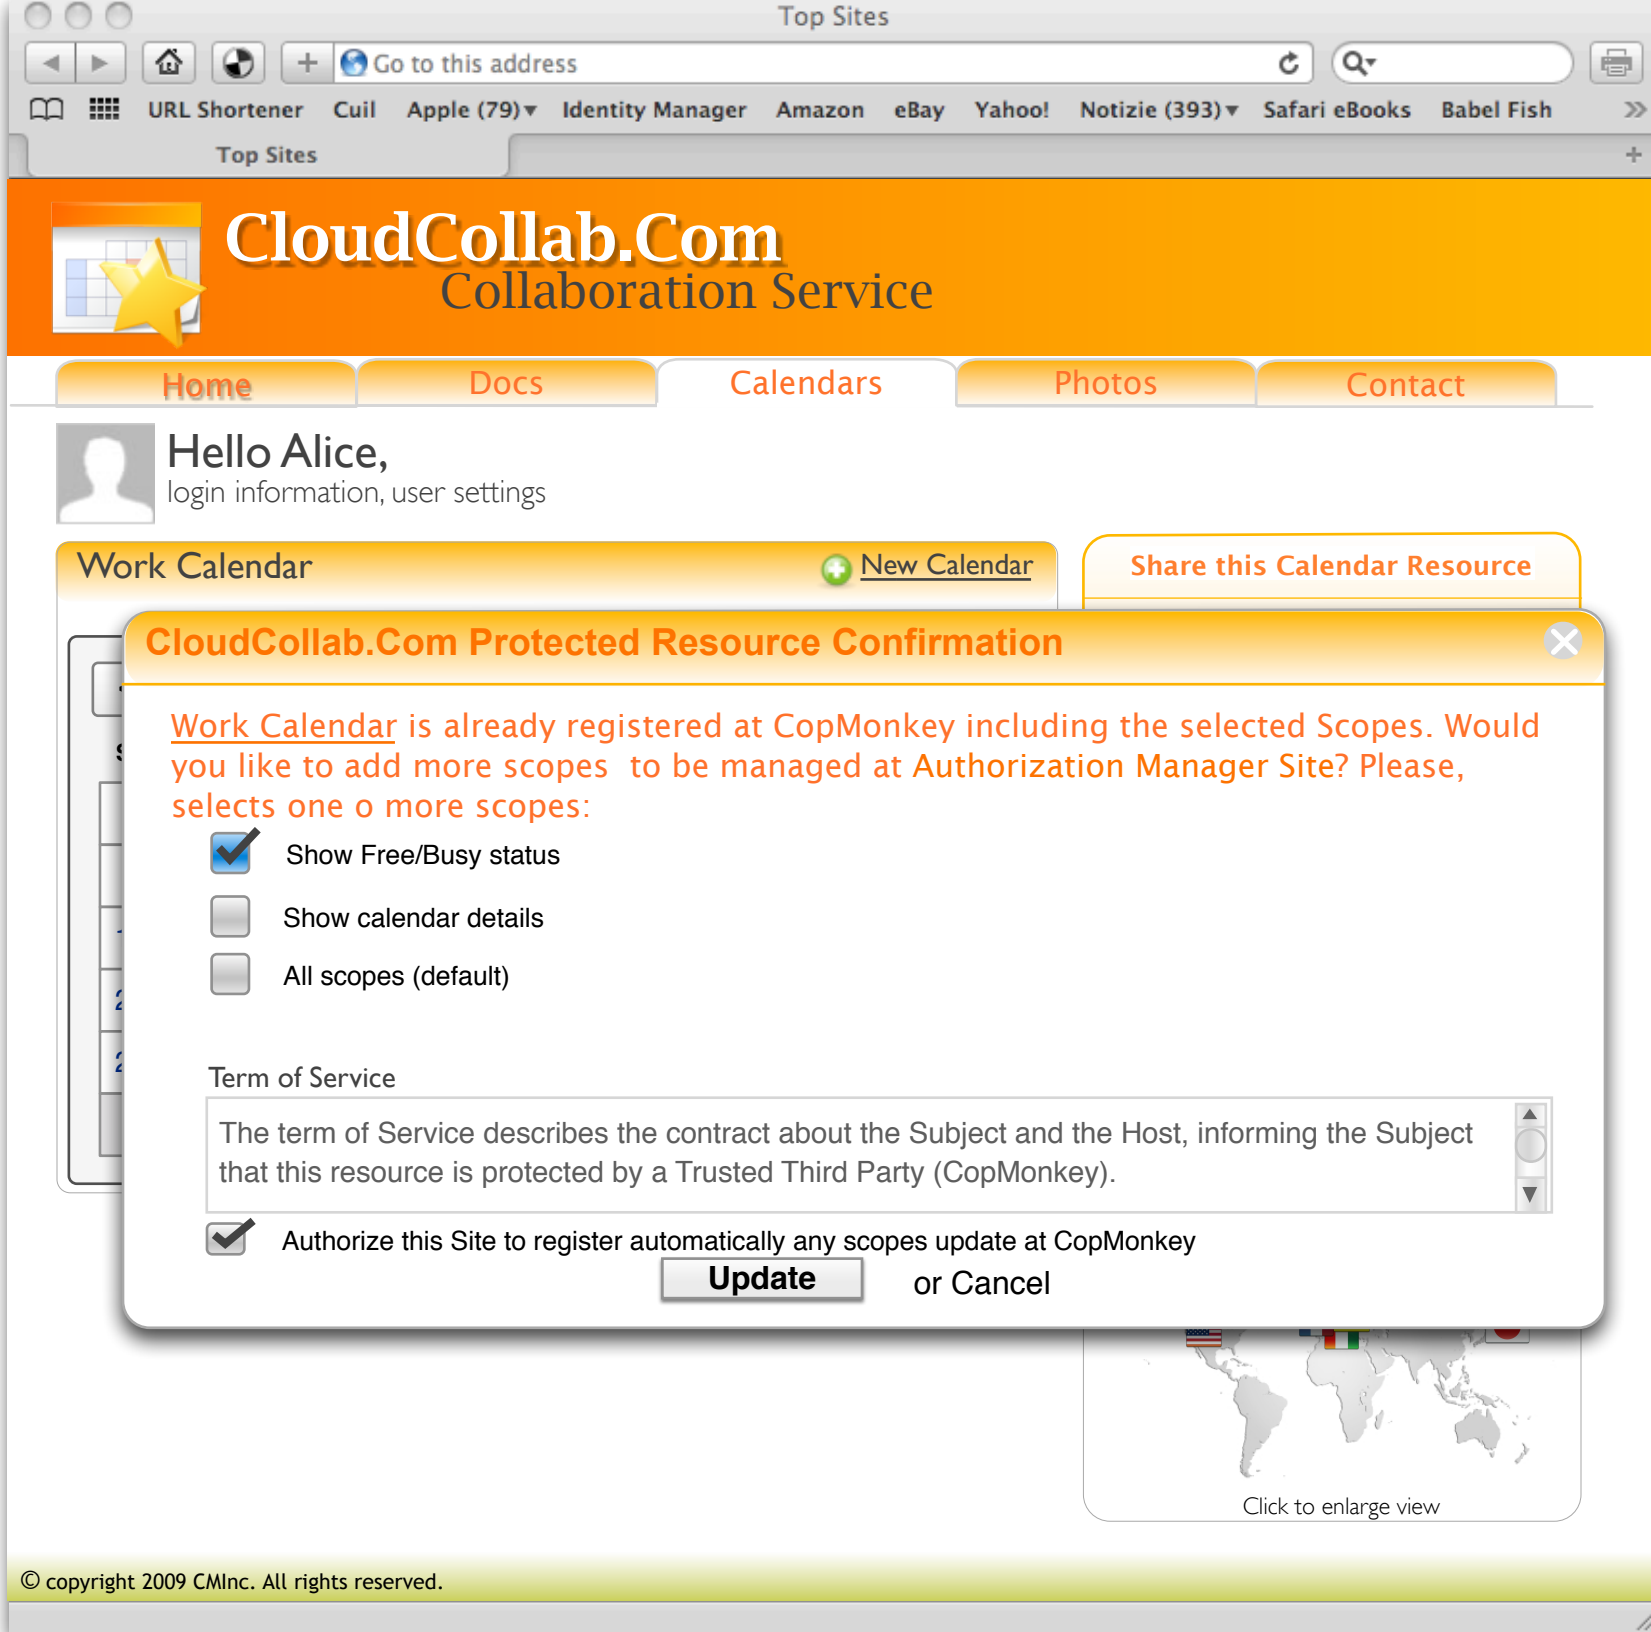 Top Sites
Go to this address
URL Shortener Cuil Apple (79)▾ Identity Manager Amazon eBay Yahoo! Notizie (393)▾ Safari eBooks Babel Fish »
Top Sites
CloudCollab.Com
Collaboration Service
Home Docs Calendars Photos Contact
Hello Alice,
login information, user settings
Work Calendar New Calendar
Share this Calendar Resource
CloudCollab.Com Protected Resource Confirmation
Work Calendar is already registered at CopMonkey including the selected Scopes. Would
you like to add more scopes to be managed at Authorization Manager Site? Please,
selects one o more scopes:
Show Free/Busy status
Show calendar details
All scopes (default)
Term of Service
The term of Service describes the contract about the Subject and the Host, informing the Subject
that this resource is protected by a Trusted Third Party (CopMonkey).
Authorize this Site to register automatically any scopes update at CopMonkey
Update or Cancel
Click to enlarge view
© copyright 2009 CMInc. All rights reserved.